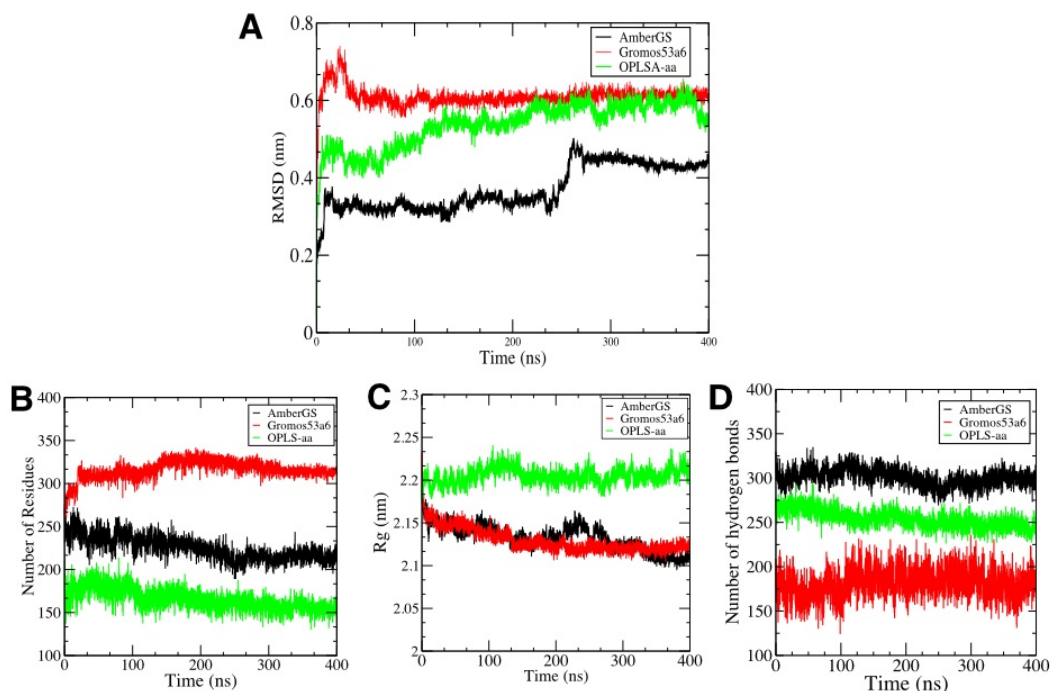 A
0.8
0.6
0.4
0.2
0
RMSD (nm)
AmberGS
Gromos53a6
OPLSA-aa
0 100 200 300 400
Time (ns)
B
400
350
300
250
200
150
100
Number of Residues
AmberGS
Gromos53a6
OPLS-aa
0 100 200 300 400
Time (ns)
C
2.3
2.25
2.2
2.15
2.1
2.05
2
Rg (nm)
AmberGS
Gromos53a6
OPLS-aa
0 100 200 300 400
Time (ns)
D
400
350
300
250
200
150
100
Number of hydrogen bonds
AmberGS
Gromos53a6
OPLS-aa
0 100 200 300 400
Time (ns)